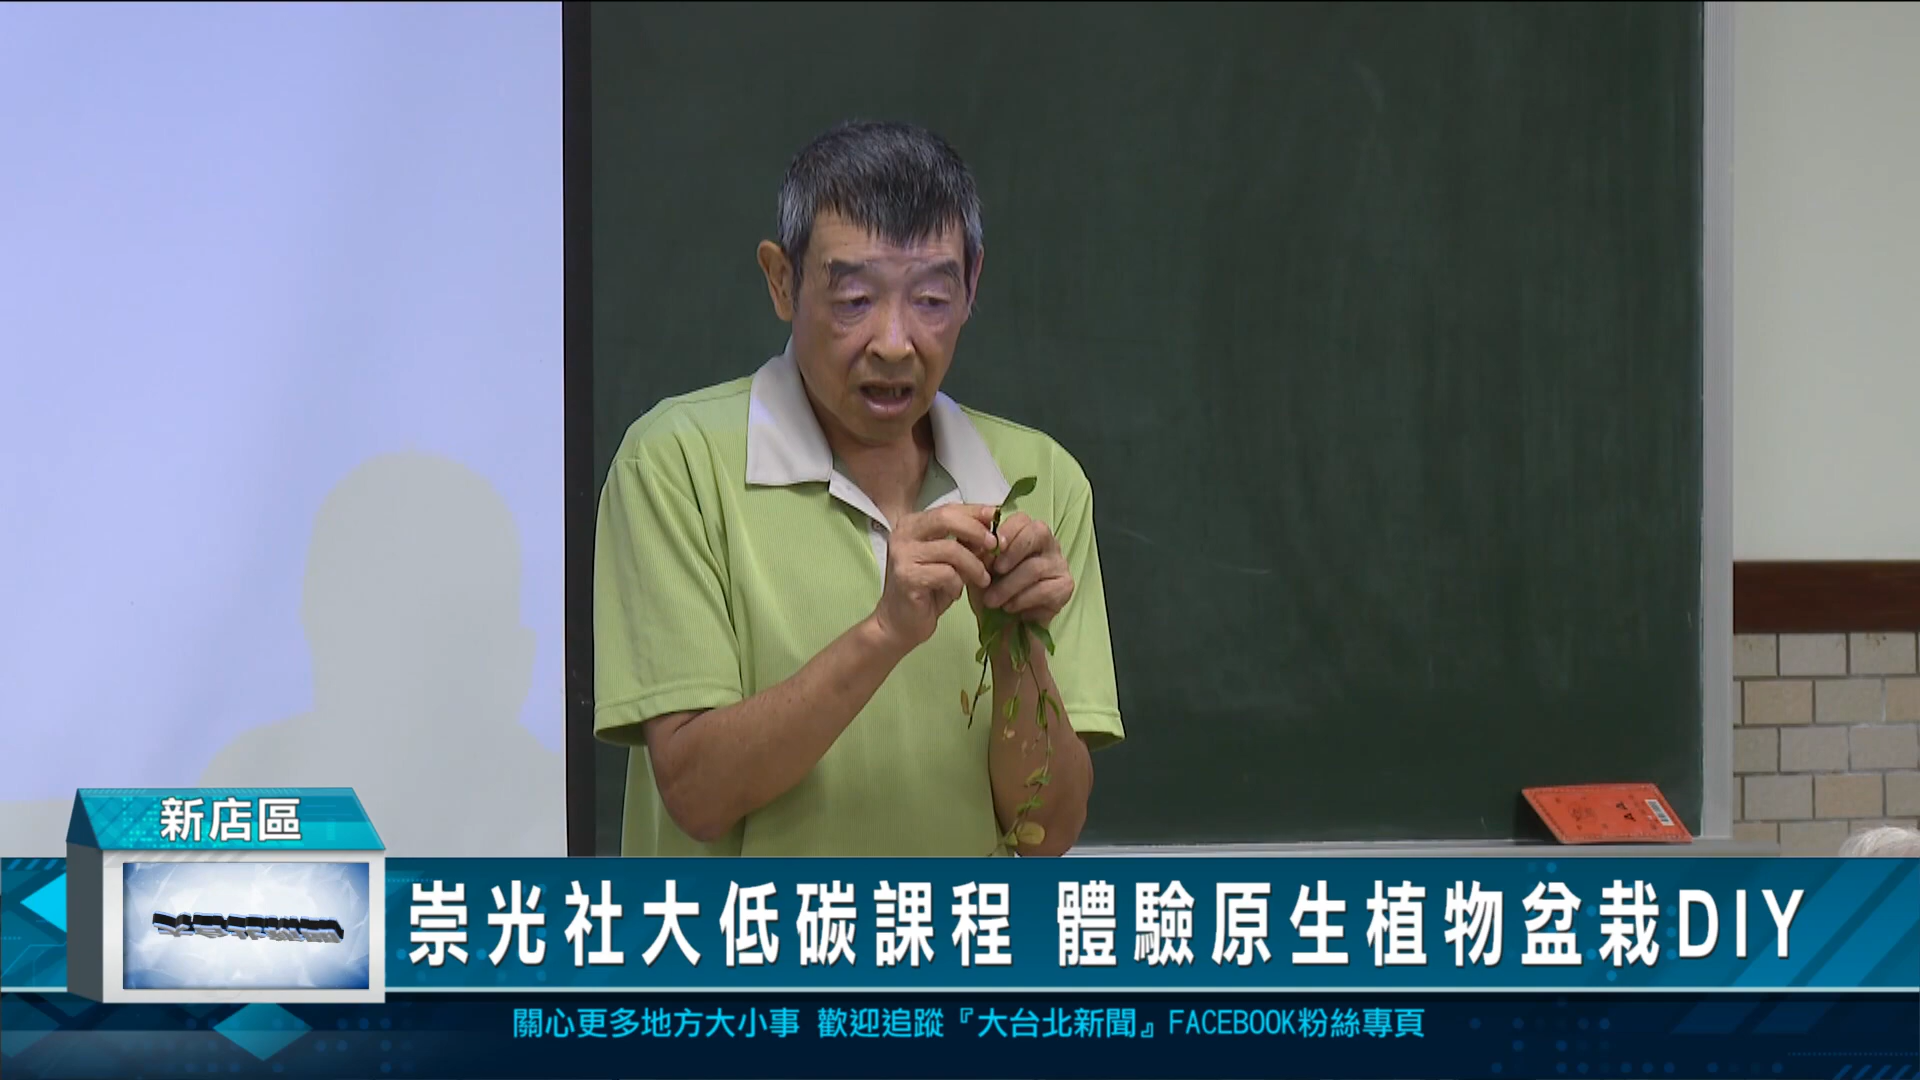 新店區
崇光社大低碳課程 體驗原生植物盆栽DIY
關心更多地方大小事 歡迎追蹤『大台北新聞』FACEBOOK粉絲專頁